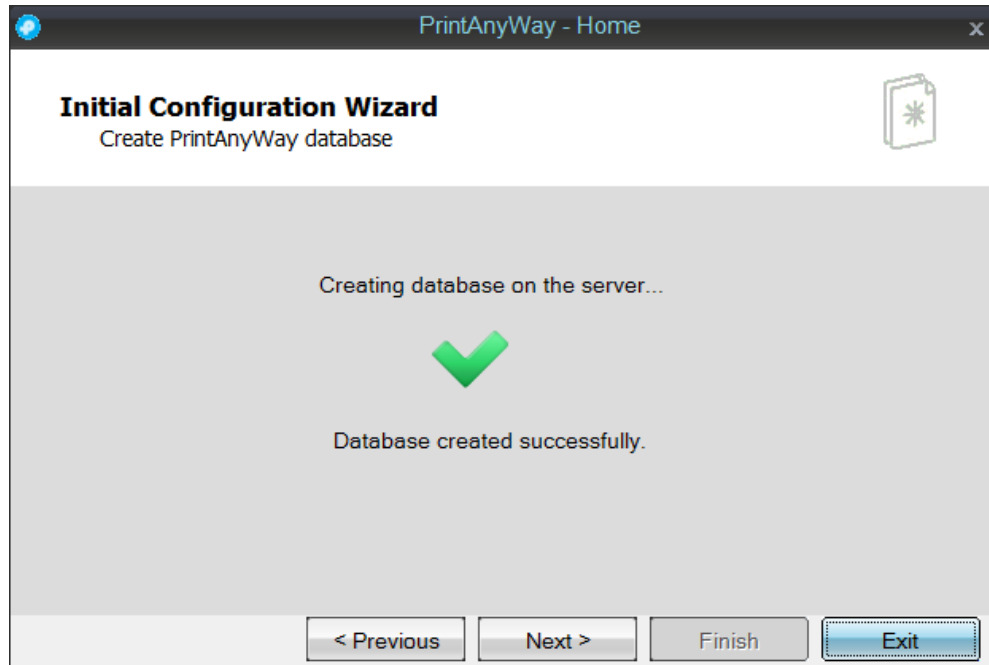 PrintAnyWay - Home
x
Initial Configuration Wizard
Create PrintAnyWay database
Creating database on the server...
Database created successfully.
< Previous
Next >
Finish
Exit